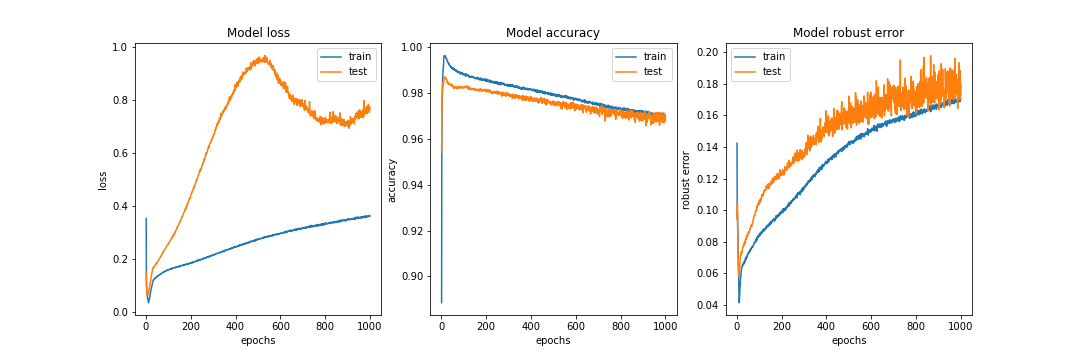 Model loss
train
test
1.0
0.8
0.6
0.4
0.2
0.0
loss
0 200 400 600 800 1000
epochs
Model accuracy
train
test
1.00
0.98
0.96
0.94
0.92
0.90
accuracy
0 200 400 600 800 1000
epochs
Model robust error
train
test
0.20
0.18
0.16
0.14
0.12
0.10
0.08
0.06
0.04
robust error
0 200 400 600 800 1000
epochs